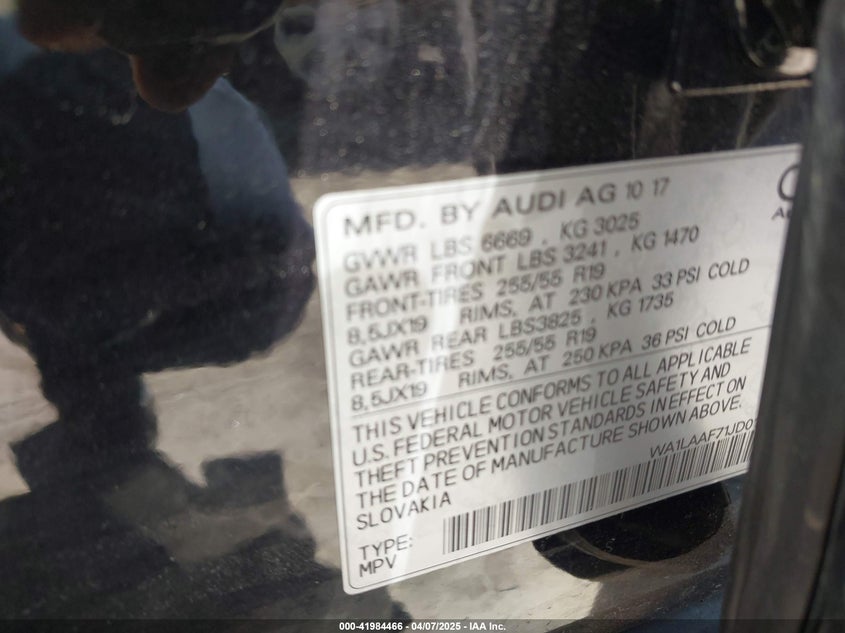 MFD. BY AUDI AG 10 17
GVWR LBS 6669 , KG 3025
GAWR FRONT LBS 3241 , KG 1470
FRONT-TIRES 255/55 R19
8,5JX19 RIMS, AT 230 KPA 33 PSI COLD
GAWR REAR LBS3825 , KG 1735
REAR-TIRES 255/55 R19
8,5JX19 RIMS, AT 250 KPA 36 PSI COLD
THIS VEHICLE CONFORMS TO ALL APPLICABLE
U.S. FEDERAL MOTOR VEHICLE SAFETY AND
THEFT PREVENTION STANDARDS IN EFFECT ON
THE DATE OF MANUFACTURE SHOWN ABOVE.
SLOVAKIA
WA1LAAF71JD0
TYPE:
MPV
000-41984466 - 04/07/2025 - IAA Inc.